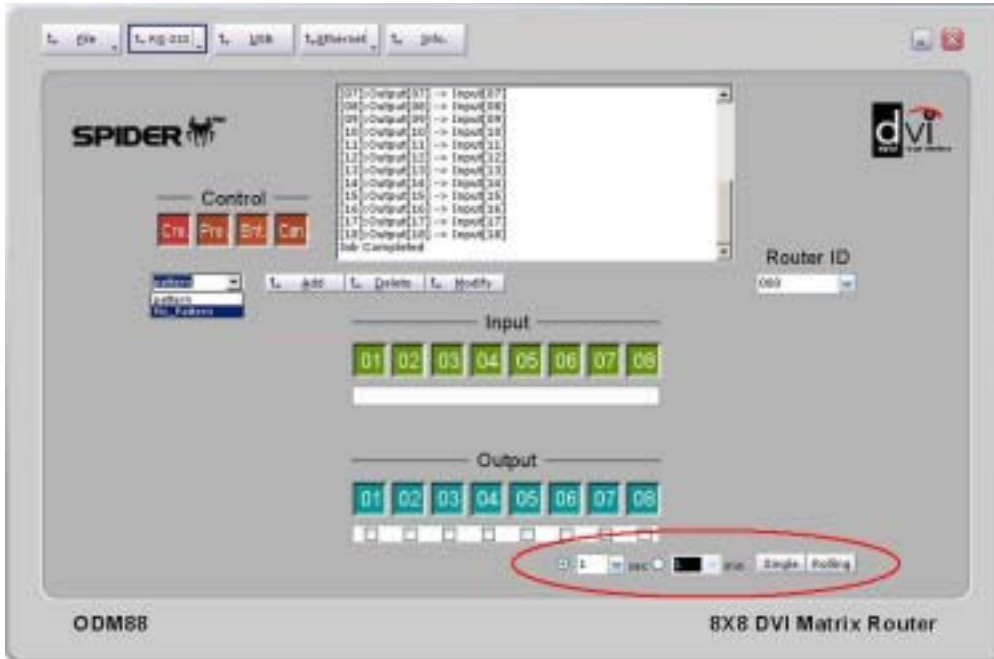 File RS-232 USB Ethernet Info.
[07]>Output[07] -> Input[07]
[08]>Output[08] -> Input[08]
[09]>Output[09] -> Input[09]
[10]>Output[10] -> Input[10]
[11]>Output[11] -> Input[11]
[12]>Output[12] -> Input[12]
[13]>Output[13] -> Input[13]
[14]>Output[14] -> Input[14]
[15]>Output[15] -> Input[15]
[16]>Output[16] -> Input[16]
[17]>Output[17] -> Input[17]
[18]>Output[18] -> Input[18]
Job Completed
SPIDER TM
dvi
Control
Cre. Pre. Ent. Can
Router ID
000
pattern
Add Delete Modify
pattern
No_Pattern
Input
01 02 03 04 05 06 07 08
Output
01 02 03 04 05 06 07 08
1 sec 1 min Single Rolling
ODM88
8X8 DVI Matrix Router